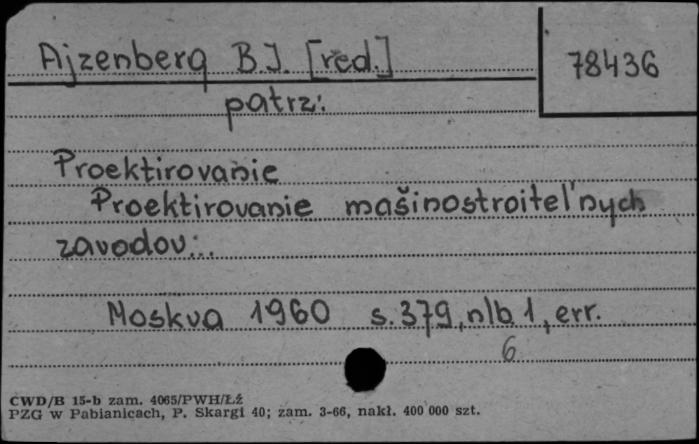 Ajzenberg B.I. [red.]
78436
patrz:
Proektirovanie
Proektirovanie mašinostroitel'nych
zavodov...
Moskva 1960 s. 379, nlb 1, err.
6
CWD/B 15-b zam. 4065/PWH/Łź
PZG w Pabianicach, P. Skargi 40; zam. 3-66, nakł. 400 000 szt.